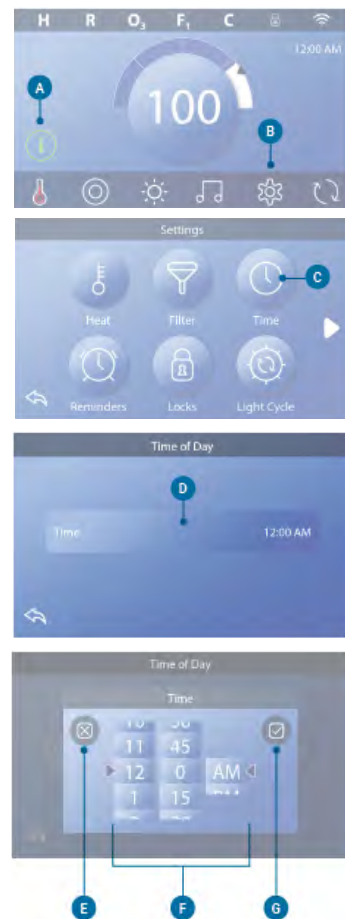 H R O₃ F₁ C
12:00 AM
A
100
B
i
Settings
C
Heat Filter Time
Reminders Locks Light Cycle
Time of Day
D
Time 12:00 AM
Time of Day
Time
11 45
12 0 AM
1 15
E F G